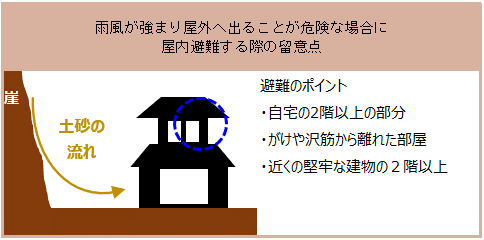 雨風が強まり屋外へ出ることが危険な場合に
屋内避難する際の留意点
崖
土砂の
流れ
避難のポイント
・自宅の2階以上の部分
・がけや沢筋から離れた部屋
・近くの堅牢な建物の２階以上